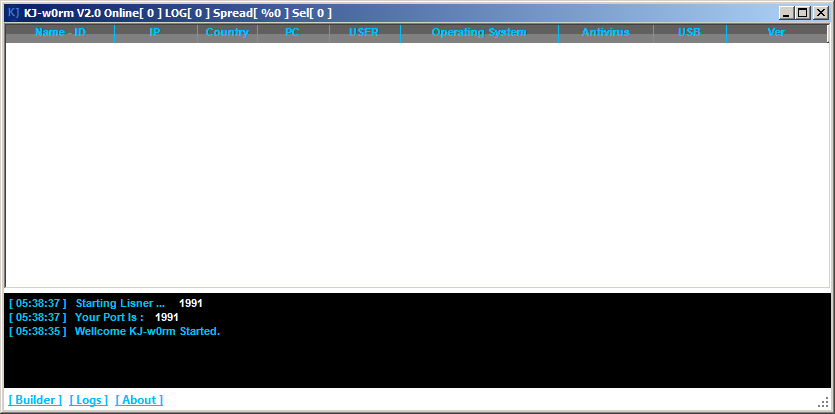 KJ KJ-w0rm V2.0 Online[ 0 ] LOG[ 0 ] Spread[ %0 ] Sel[ 0 ]
Name - ID IP Country PC USER Operating System Antivirus USB Ver
[ 05:38:37 ] Starting Lisner ... 1991
[ 05:38:37 ] Your Port Is : 1991
[ 05:38:35 ] Wellcome KJ-w0rm Started.
[ Builder ] [ Logs ] [ About ]